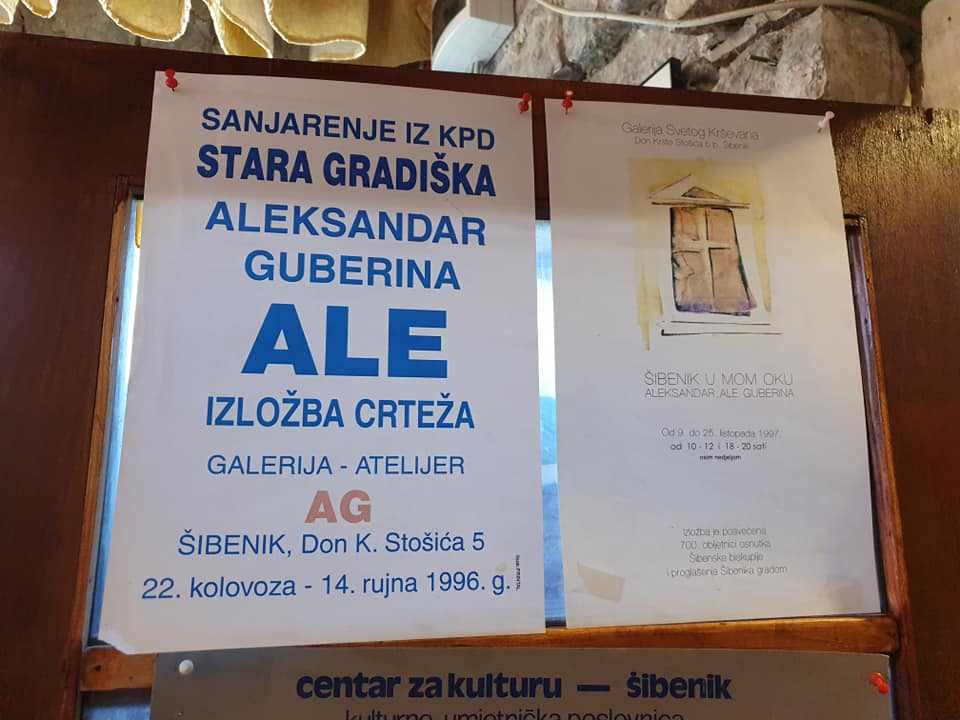 SANJARENJE IZ KPD
STARA GRADIŠKA
ALEKSANDAR
GUBERINA
ALE
IZLOŽBA CRTEŽA
GALERIJA - ATELIJER
AG
ŠIBENIK, Don K. Stošića 5
22. kolovoza - 14. rujna 1996. g.
Galerija Svetog Krševana
Don Krste Stošića b.b. Šibenik
ŠIBENIK U MOM OKU
ALEKSANDAR ALE GUBERINA
Od 9. do 25. listopada 1997.
od 10 - 12 i 18 - 20 sati
osim nedjeljom
Izložba je posvećena
700. obljetnici osnutka
Šibenske biskupije
i proglašenja Šibenika gradom
centar za kulturu — šibenik
kulturno umjetnička poslovnica